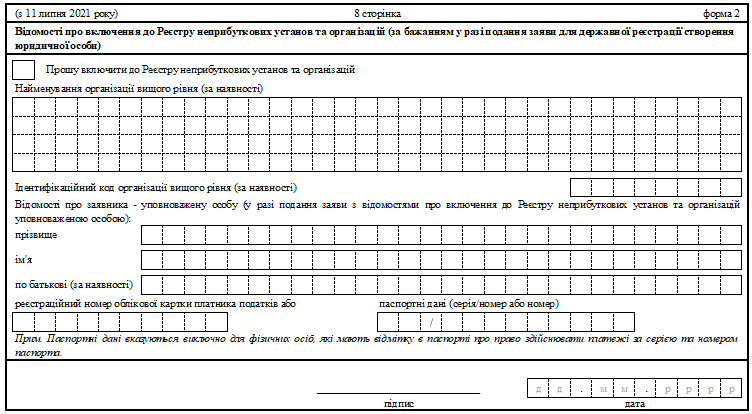 (з 11 липня 2021 року) 8 сторінка форма 2
Відомості про включення до Реєстру неприбуткових установ та організацій (за бажанням у разі подання заяви для державної реєстрації створення
юридичної особи)
Прошу включити до Реєстру неприбуткових установ та організацій
Найменування організації вищого рівня (за наявності)
Ідентифікаційний код організації вищого рівня (за наявності)
Відомості про заявника - уповноважену особу (у разі подання заяви з відомостями про включення до Реєстру неприбуткових установ та організацій
уповноваженою особою):
прізвище
ім'я
по батькові (за наявності)
реєстраційний номер облікової картки платника податків або паспортні дані (серія/номер або номер)
/
Прим. Паспортні дані вказуються виключно для фізичних осіб, які мають відмітку в паспорті про право здійснювати платежі за серією та номером
паспорта.
д д . м м . р р р р
підпис дата